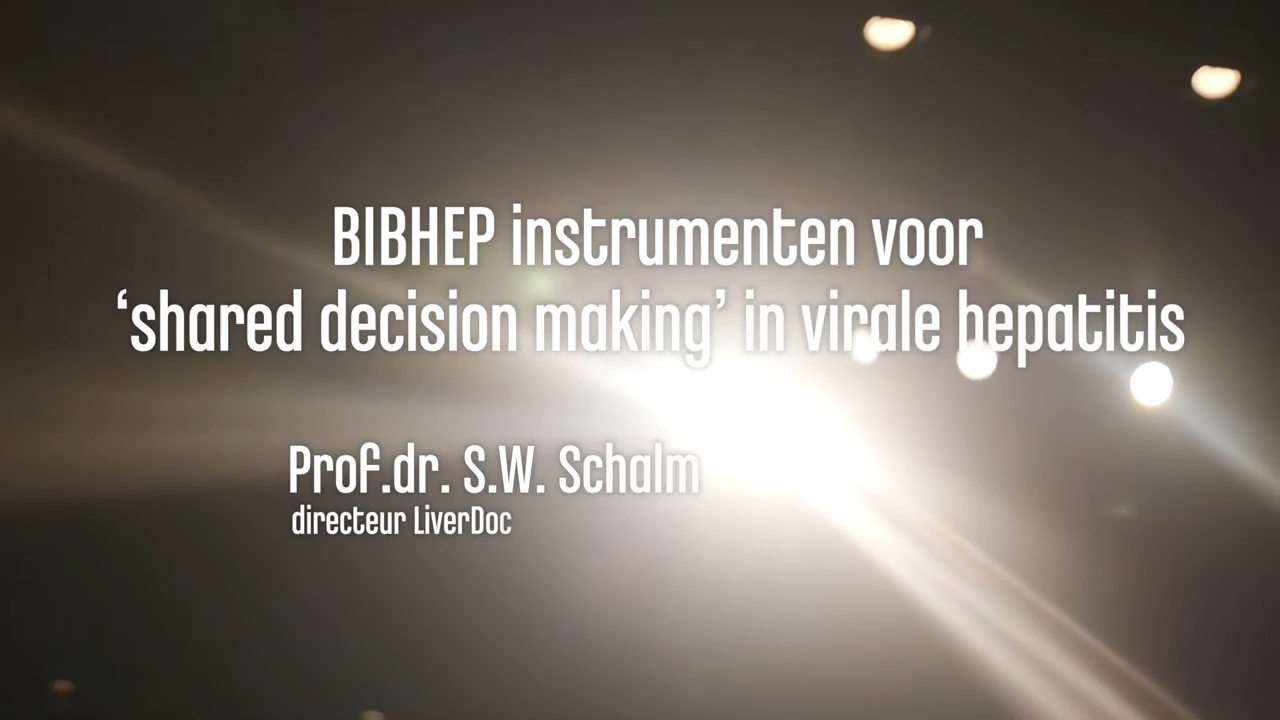 BIBHEP instrumenten voor
‘shared decision making’ in virale hepatitis
Prof.dr. S.W. Schalm
directeur LiverDoc